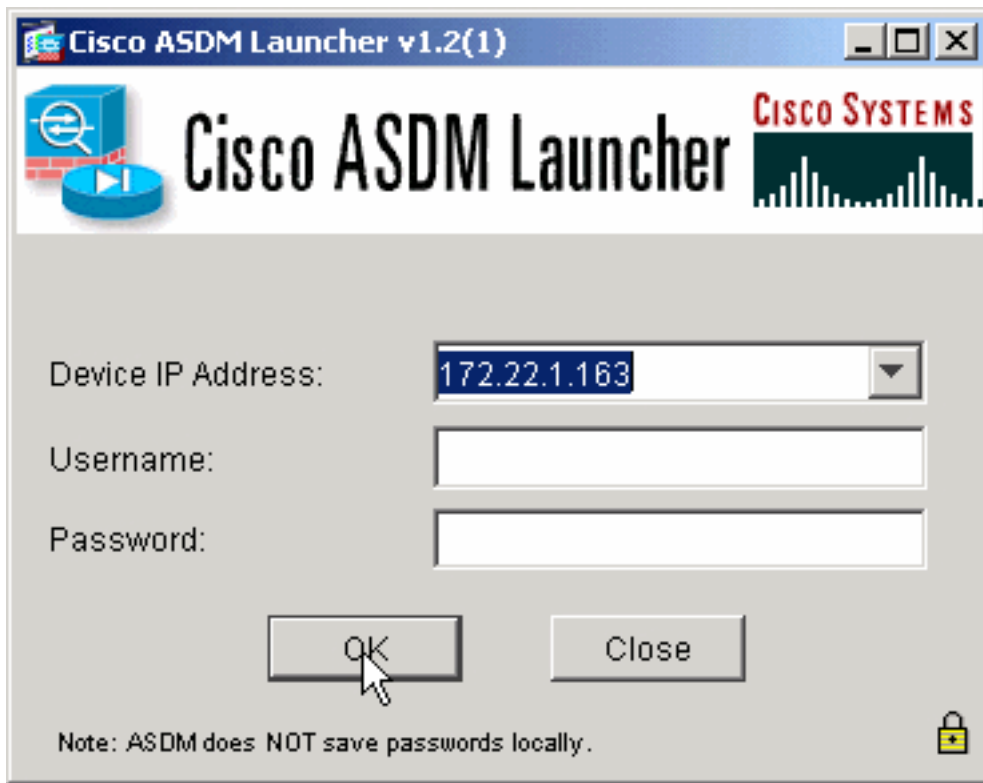 Cisco ASDM Launcher v1.2(1)
Cisco ASDM Launcher
CISCO SYSTEMS
Device IP Address:
172.22.1.163
Username:
Password:
OK
Close
Note: ASDM does NOT save passwords locally.